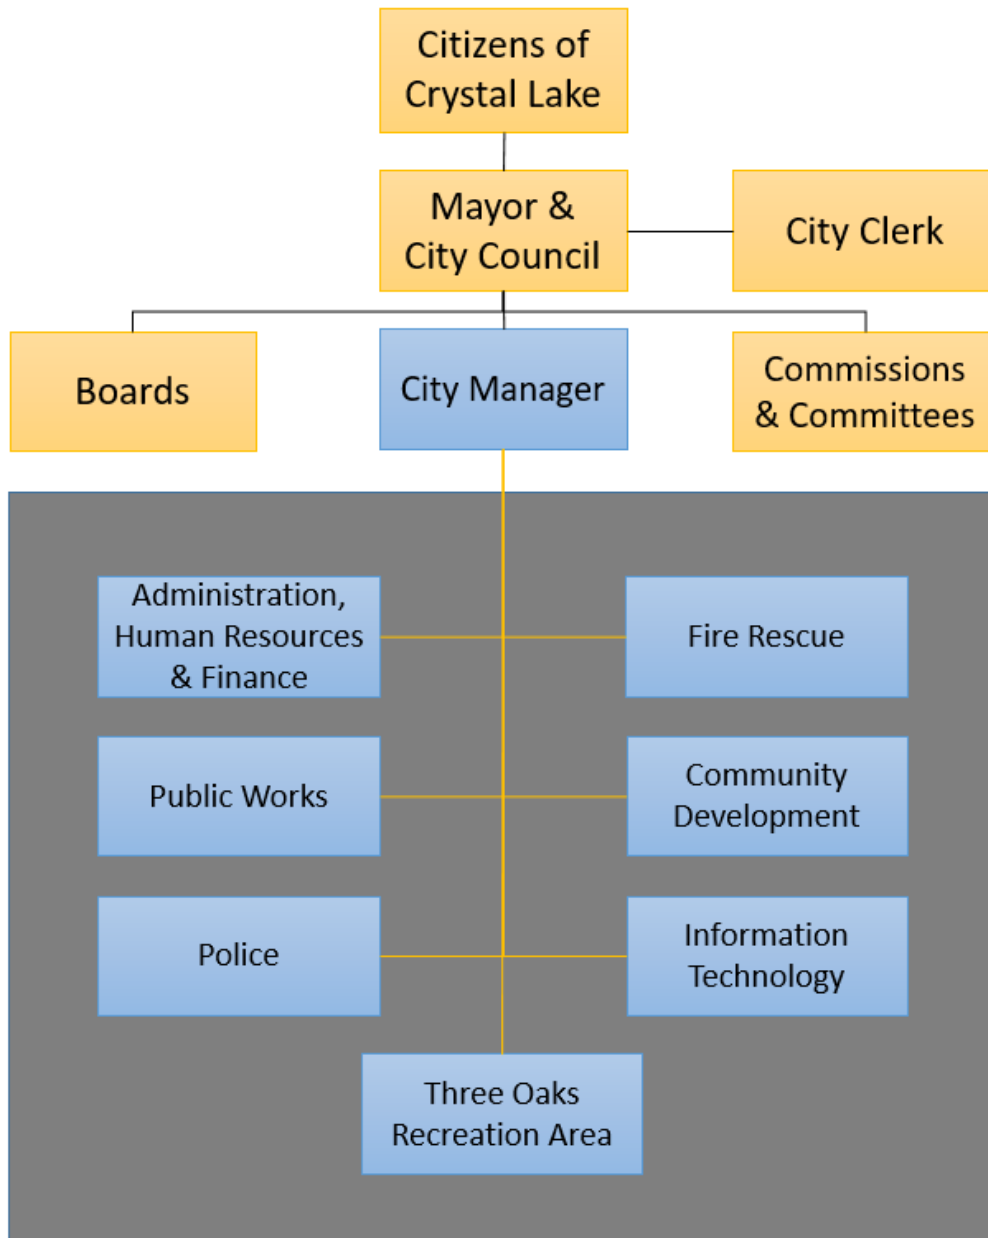 Citizens of
Crystal Lake
Mayor &
City Council
City Clerk
Boards
City Manager
Commissions
& Committees
Administration,
Human Resources
& Finance
Fire Rescue
Public Works
Community
Development
Police
Information
Technology
Three Oaks
Recreation Area